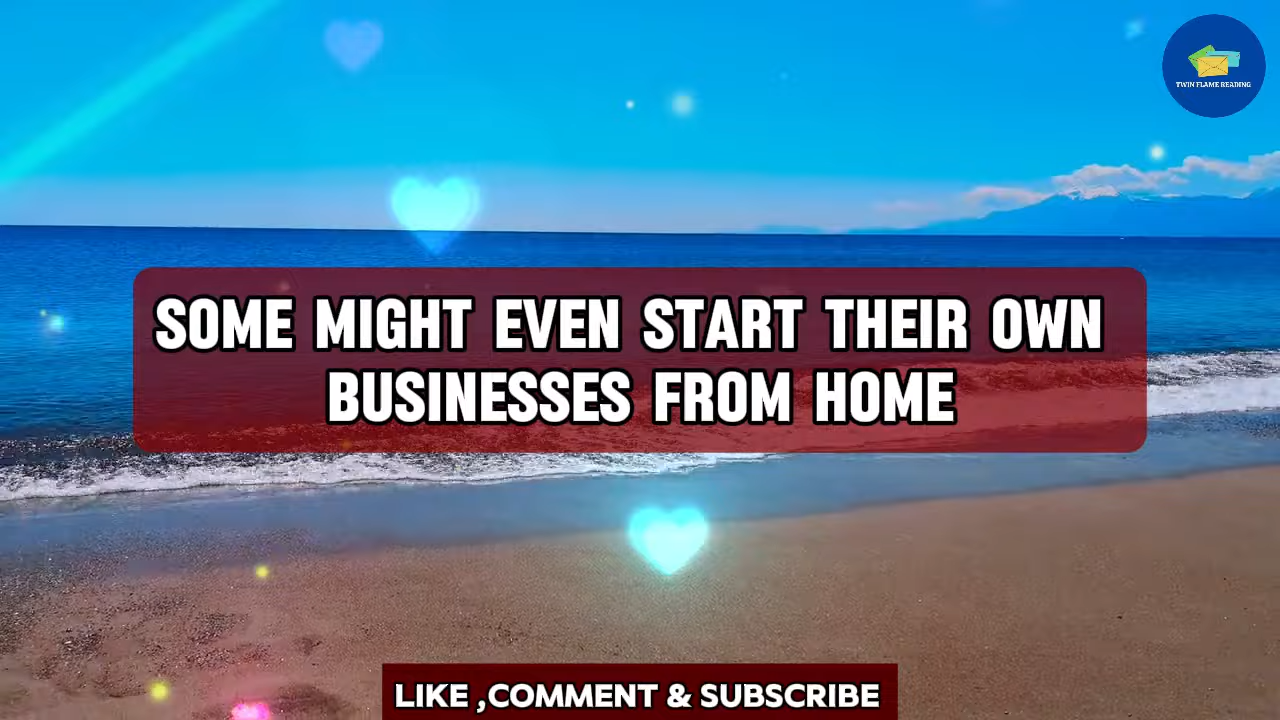 TWIN FLAME READING
SOME MIGHT EVEN START THEIR OWN
BUSINESSES FROM HOME
LIKE ,COMMENT & SUBSCRIBE